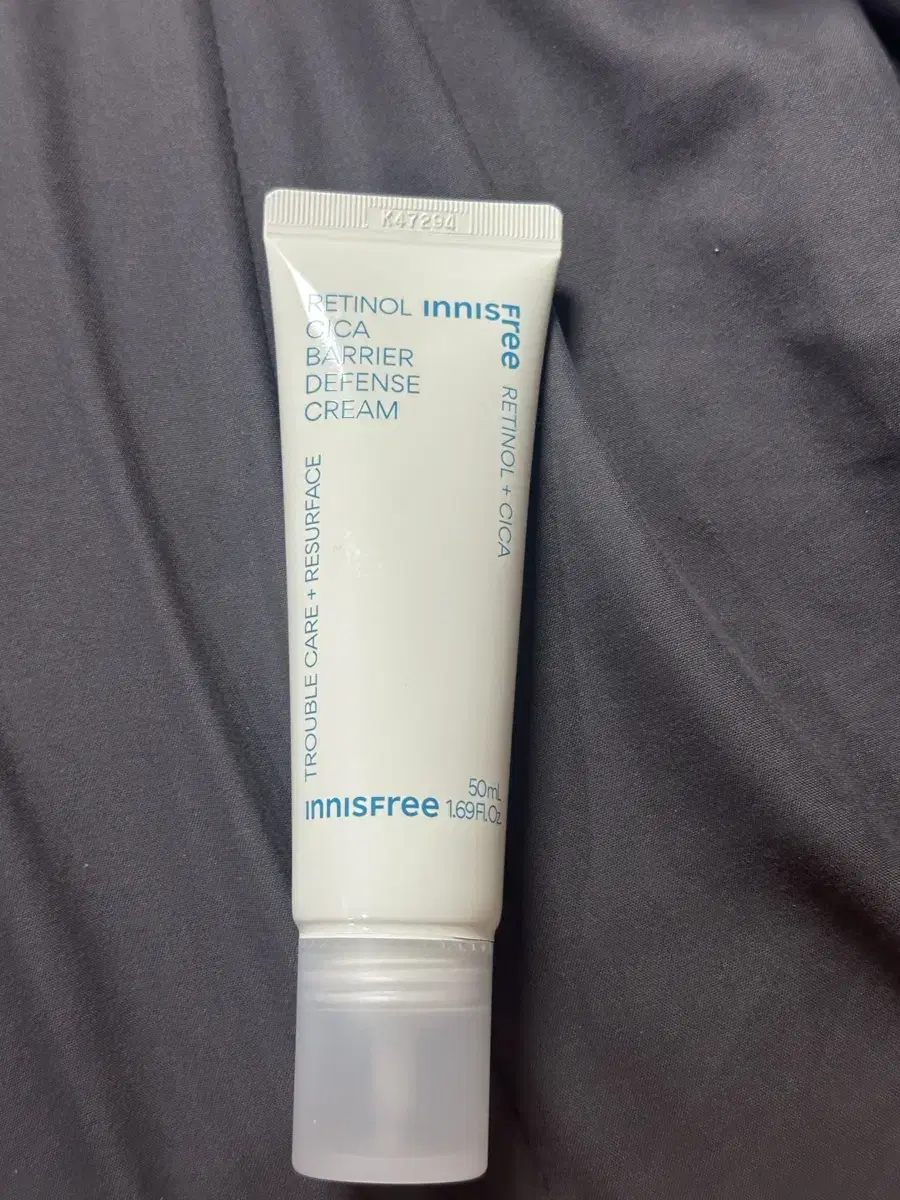 K47294
RETINOL
CICA
BARRIER
DEFENSE
CREAM
INNISFree
RETINOL + CICA
TROUBLE CARE + RESURFACE
INNISFree
50mL
1.69Fl.Oz